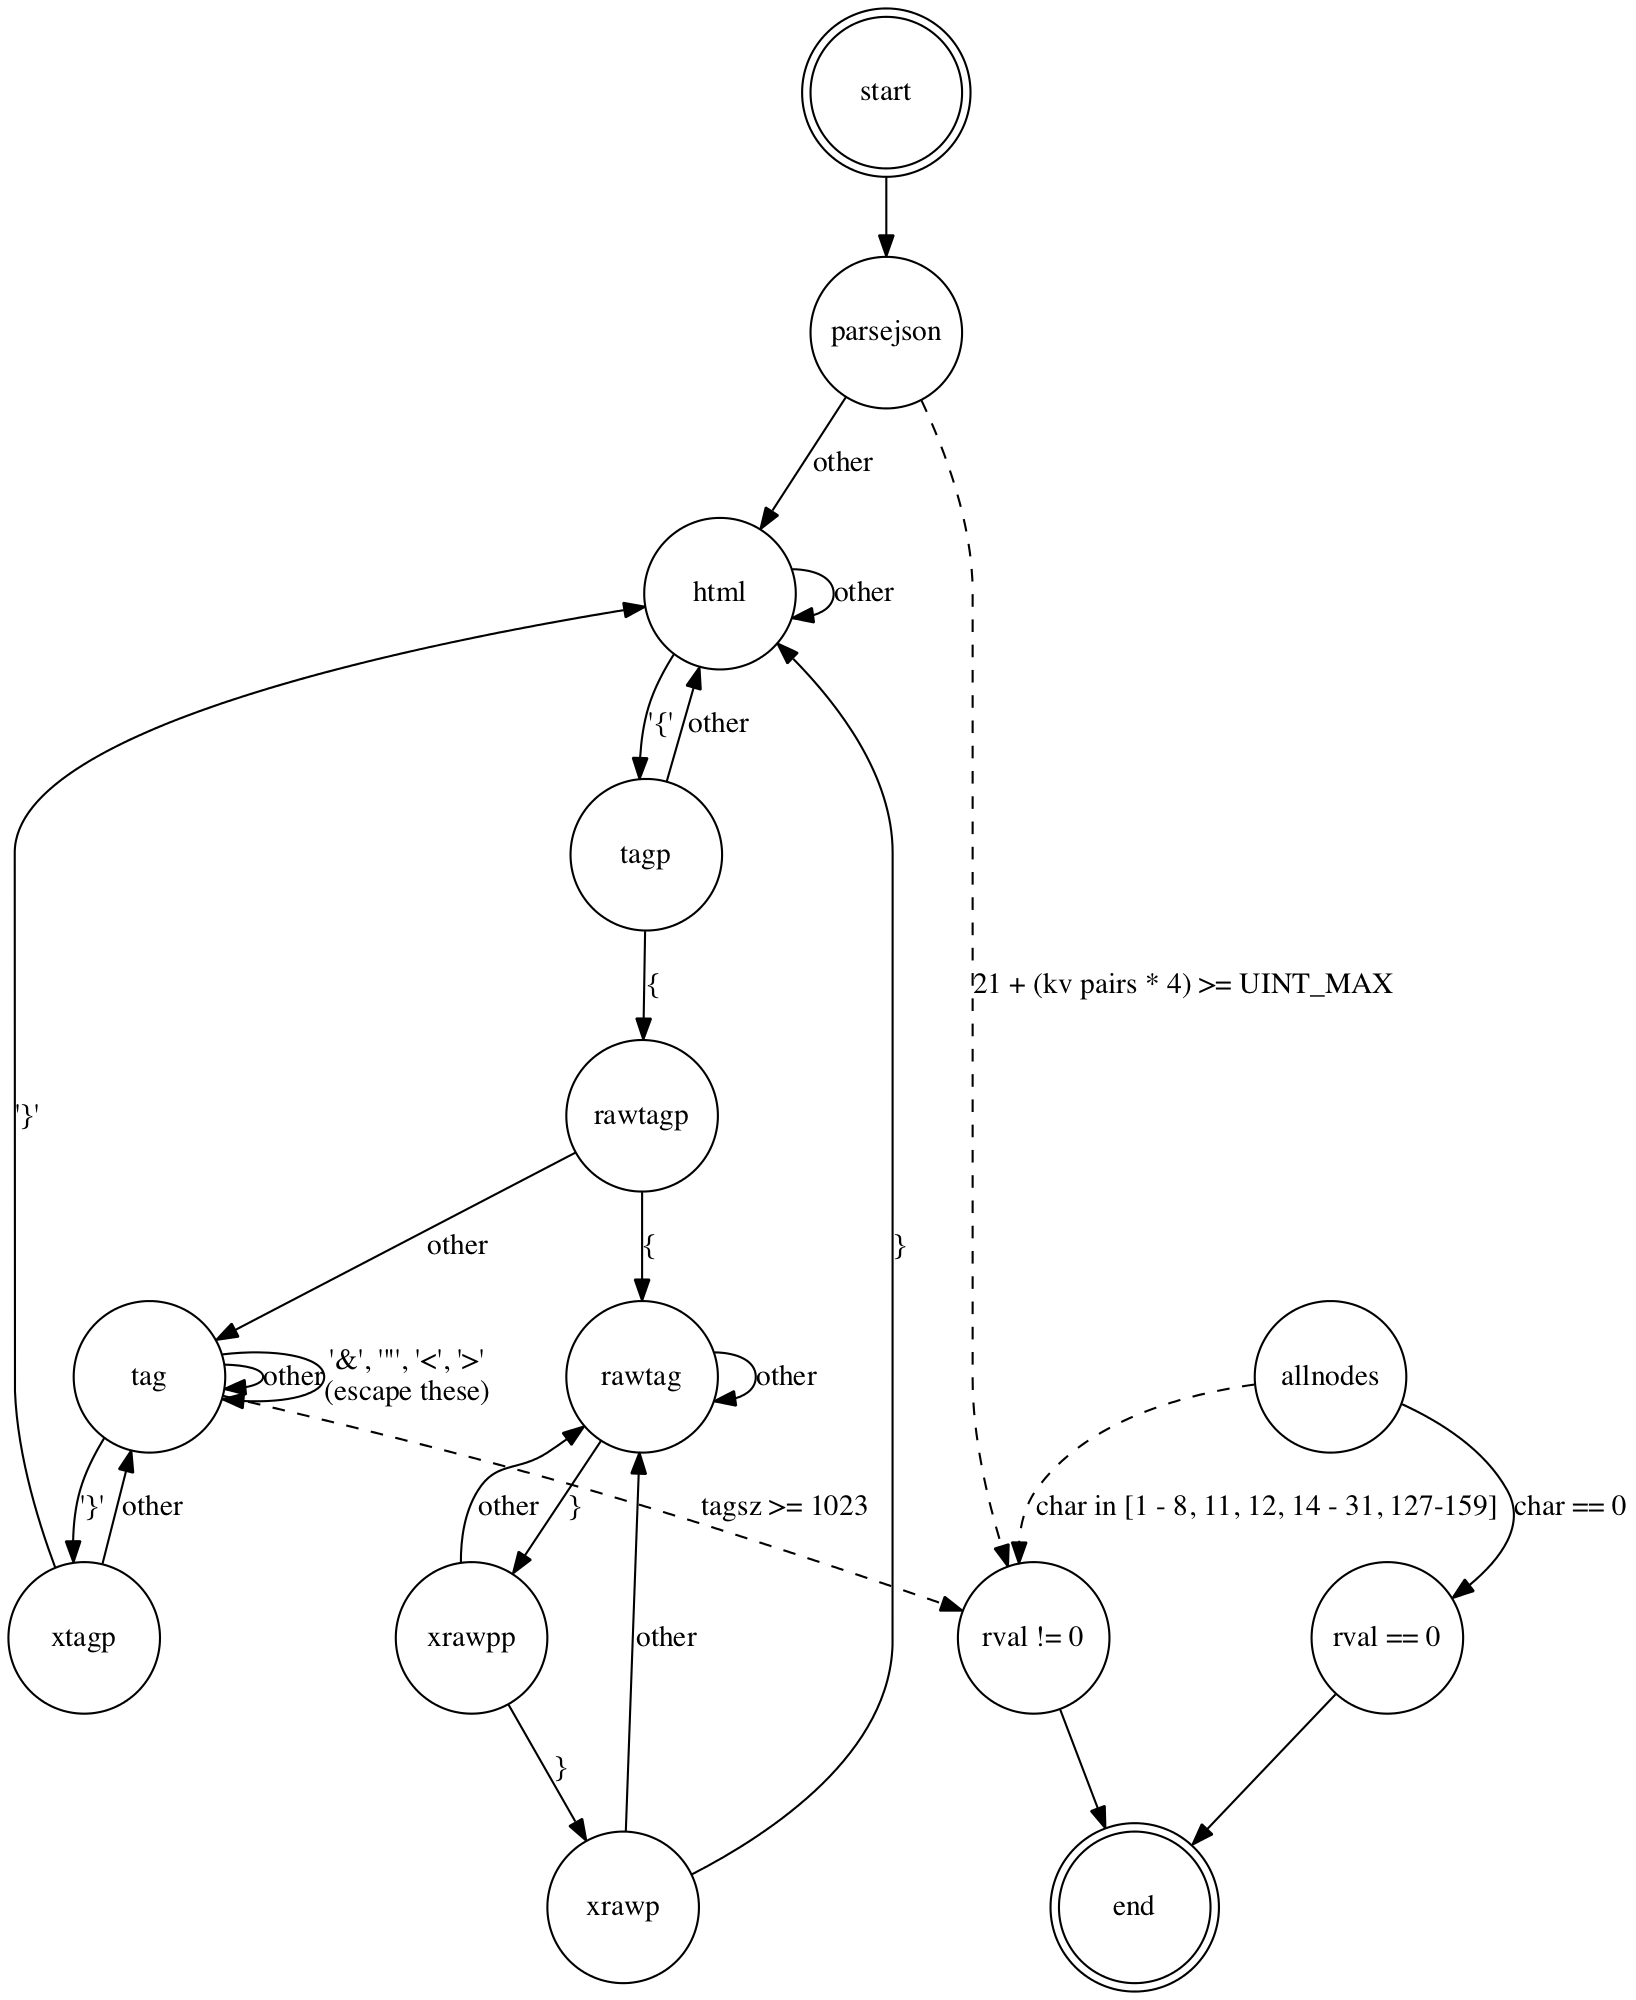 start
parsejson
other
html
other
'{'
other
tagp
{
21 + (kv pairs * 4) >= UINT_MAX
rawtagp
'}'
other
{
}
tag
other
'&', '"', '<', '>'
(escape these)
rawtag
other
allnodes
'}'
other
other
}
tagsz >= 1023
char in [1 - 8, 11, 12, 14 - 31, 127-159]
char == 0
xtagp
xrawpp
other
rval != 0
rval == 0
}
xrawp
end